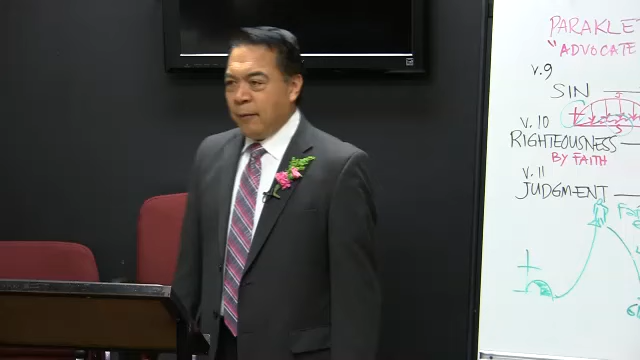 PARAKLE
"ADVOCATE
v.9
SIN
v. 10
RIGHTEOUSNESS
BY FAITH
v. 11
JUDGMENT